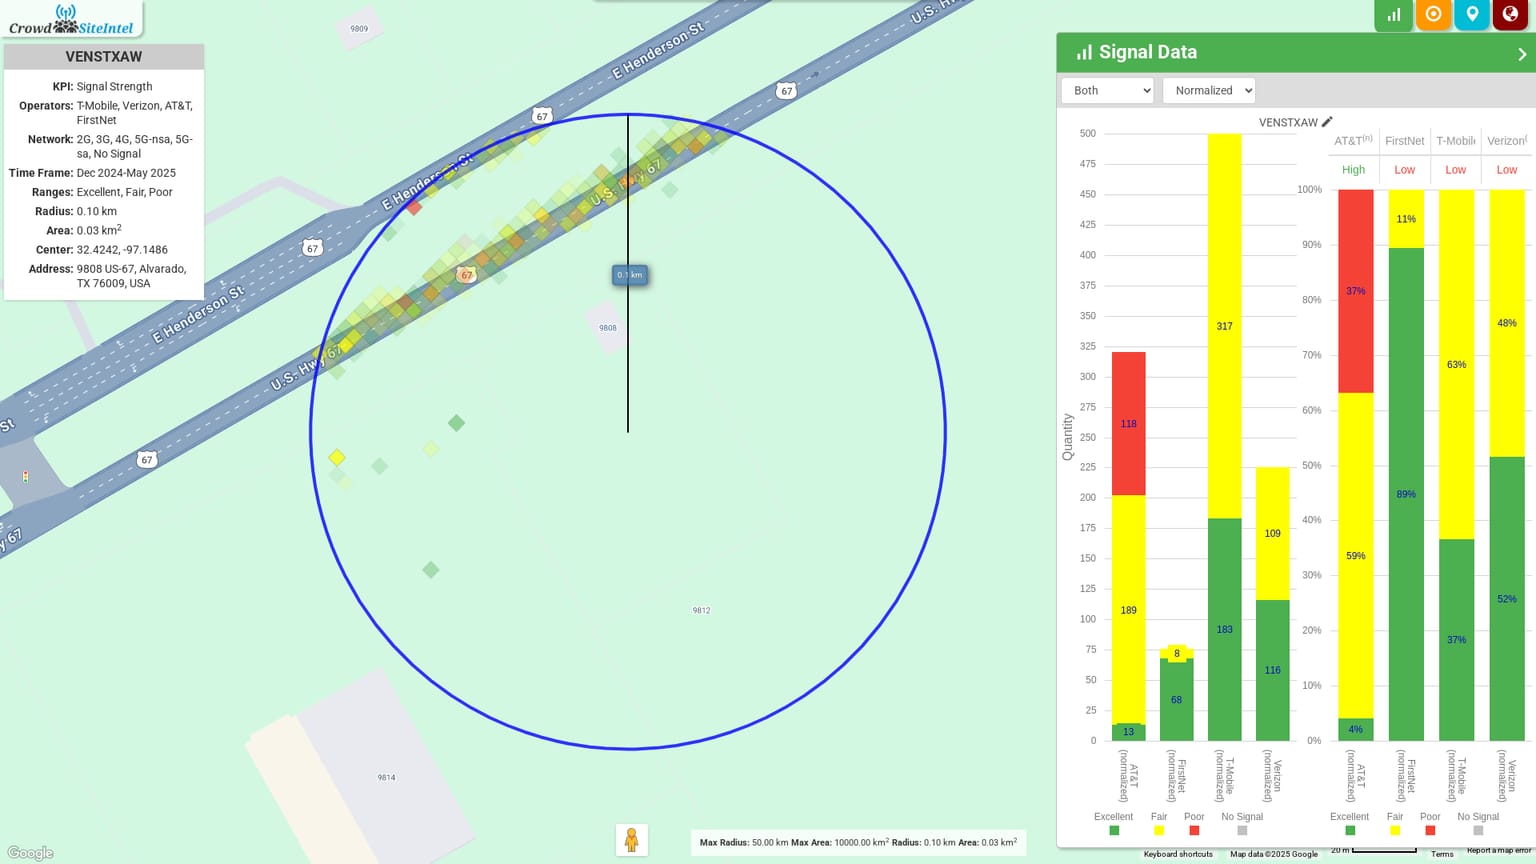 Crowd SiteIntel
VENSTXAW
KPI: Signal Strength
Operators: T-Mobile, Verizon, AT&T,
FirstNet
Network: 2G, 3G, 4G, 5G-nsa, 5G-
sa, No Signal
Time Frame: Dec 2024-May 2025
Ranges: Excellent, Fair, Poor
Radius: 0.10 km
Area: 0.03 km²
Center: 32.4242, -97.1486
Address: 9808 US-67, Alvarado,
TX 76009, USA
9809
E Henderson St
U.S. H
67
67
E Henderson St
U.S. Hwy 67
67
67
0.1 km
9808
E Henderson St
U.S. Hwy 67
St
67
y 67
9812
9814
Google
Max Radius: 50.00 km Max Area: 10000.00 km² Radius: 0.10 km Area: 0.03 km²
Signal Data
Both
Normalized
VENSTXAW
Quantity
500
475
450
425
400
375
350
325
300
275
250
225
200
175
150
125
100
75
50
25
0
118
189
13
8
68
317
183
109
116
AT&T
(normalized)
FirstNet
(normalized)
T-Mobile
(normalized)
Verizon
(normalized)
Excellent Fair Poor No Signal
AT&T(n) FirstNet T-Mobile Verizon(
High Low Low Low
100%
90%
80%
70%
60%
50%
40%
30%
20%
10%
0%
37%
59%
4%
11%
89%
63%
37%
48%
52%
AT&T
(normalized)
FirstNet
(normalized)
T-Mobile
(normalized)
Verizon
(normalized)
Excellent Fair Poor No Signal
Keyboard shortcuts Map data ©2025 Google 20 m Terms Report a map error